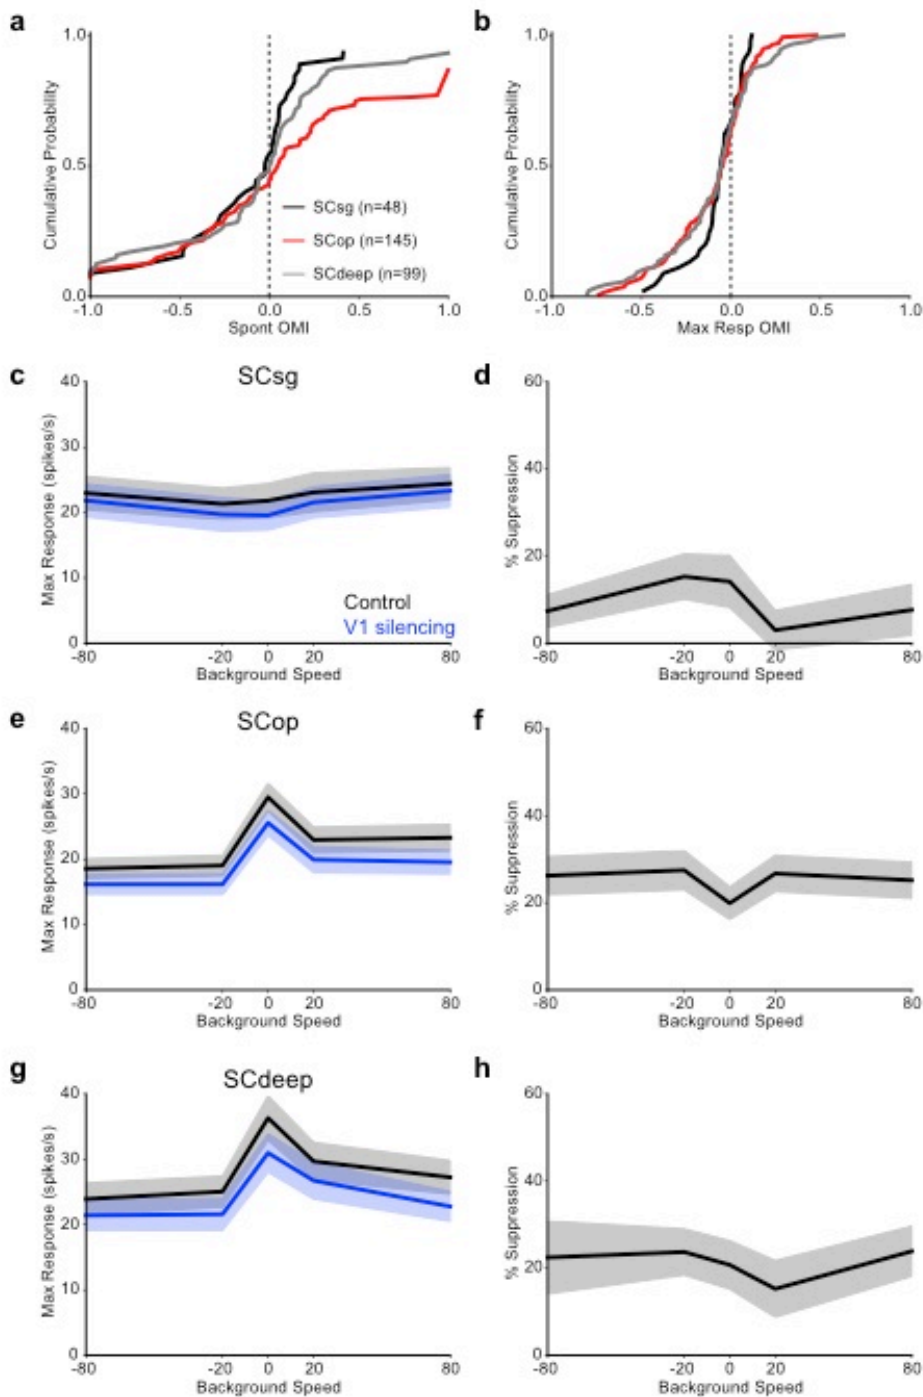 a
b
1.0
0.5
0.0
Cumulative Probability
-1.0 -0.5 0.0 0.5 1.0
Spont OMI
SCsg (n=48)
SCop (n=145)
SCdeep (n=99)
1.0
0.5
0.0
Cumulative Probability
-1.0 -0.5 0.0 0.5 1.0
Max Resp OMI
c
SCsg
d
40
30
20
10
0
Max Response (spikes/s)
Control
V1 silencing
-80 -20 0 20 80
Background Speed
60
40
20
0
% Suppression
-80 -20 0 20 80
Background Speed
e
SCop
f
40
30
20
10
0
Max Response (spikes/s)
-80 -20 0 20 80
Background Speed
60
40
20
0
% Suppression
-80 -20 0 20 80
Background Speed
g
SCdeep
h
40
30
20
10
0
Max Response (spikes/s)
-80 -20 0 20 80
Background Speed
60
40
20
0
% Suppression
-80 -20 0 20 80
Background Speed